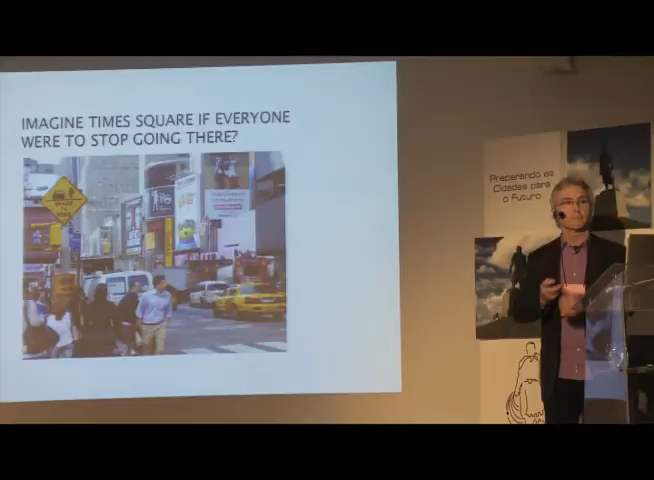 IMAGINE TIMES SQUARE IF EVERYONE
WERE TO STOP GOING THERE?
Preparando as
Cidades para
o Futuro